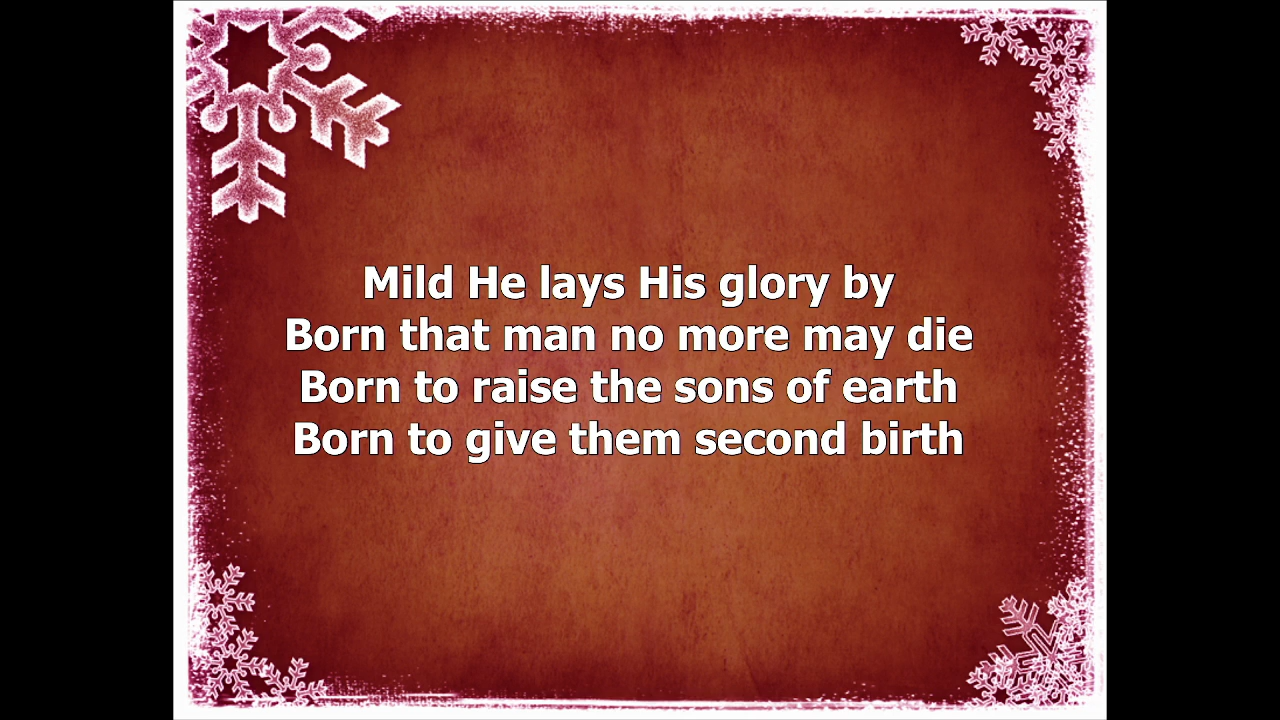 Mild He lays His glory by
Born that man no more may die
Born to raise the sons of earth
Born to give them second birth